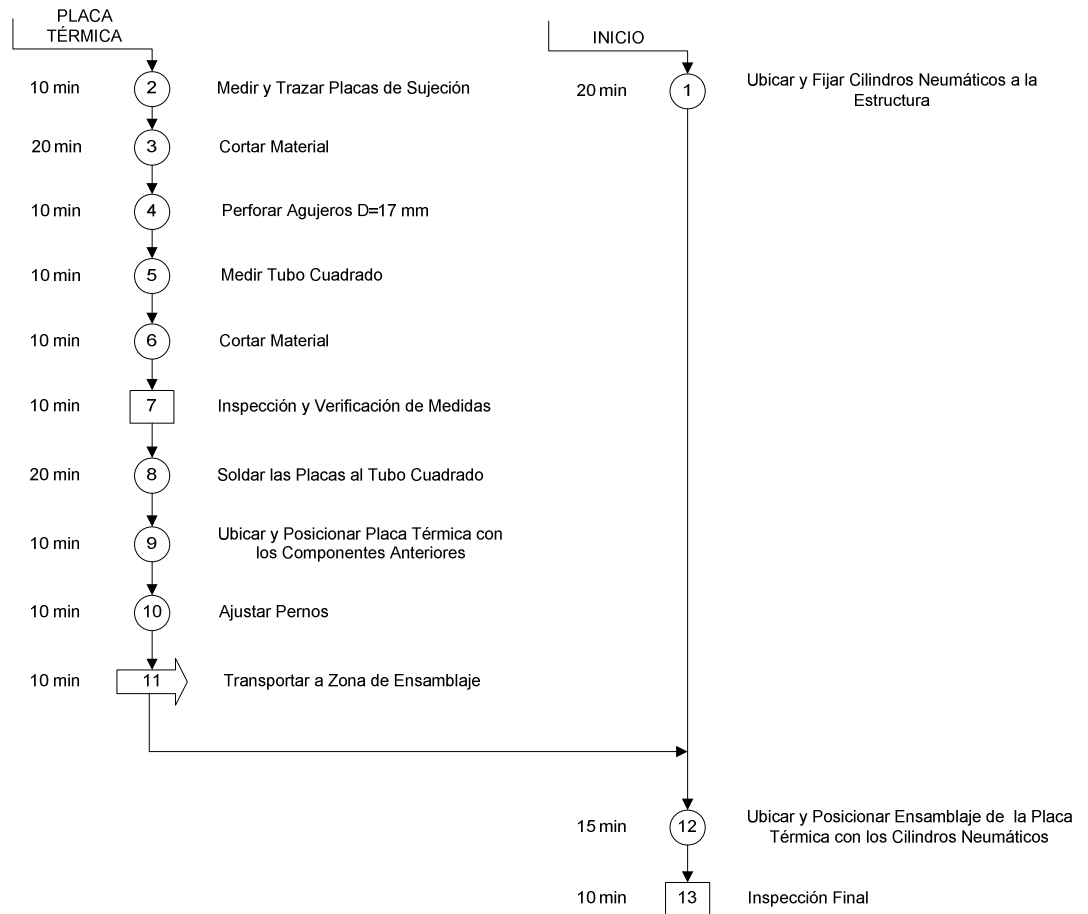 PLACA
TÉRMICA
10 min
2
Medir y Trazar Placas de Sujeción
20 min
3
Cortar Material
10 min
4
Perforar Agujeros D=17 mm
10 min
5
Medir Tubo Cuadrado
10 min
6
Cortar Material
10 min
7
Inspección y Verificación de Medidas
20 min
8
Soldar las Placas al Tubo Cuadrado
10 min
9
Ubicar y Posicionar Placa Térmica con
los Componentes Anteriores
10 min
10
Ajustar Pernos
10 min
11
Transportar a Zona de Ensamblaje
INICIO
20 min
1
Ubicar y Fijar Cilindros Neumáticos a la
Estructura
15 min
12
Ubicar y Posicionar Ensamblaje de la Placa
Térmica con los Cilindros Neumáticos
10 min
13
Inspección Final